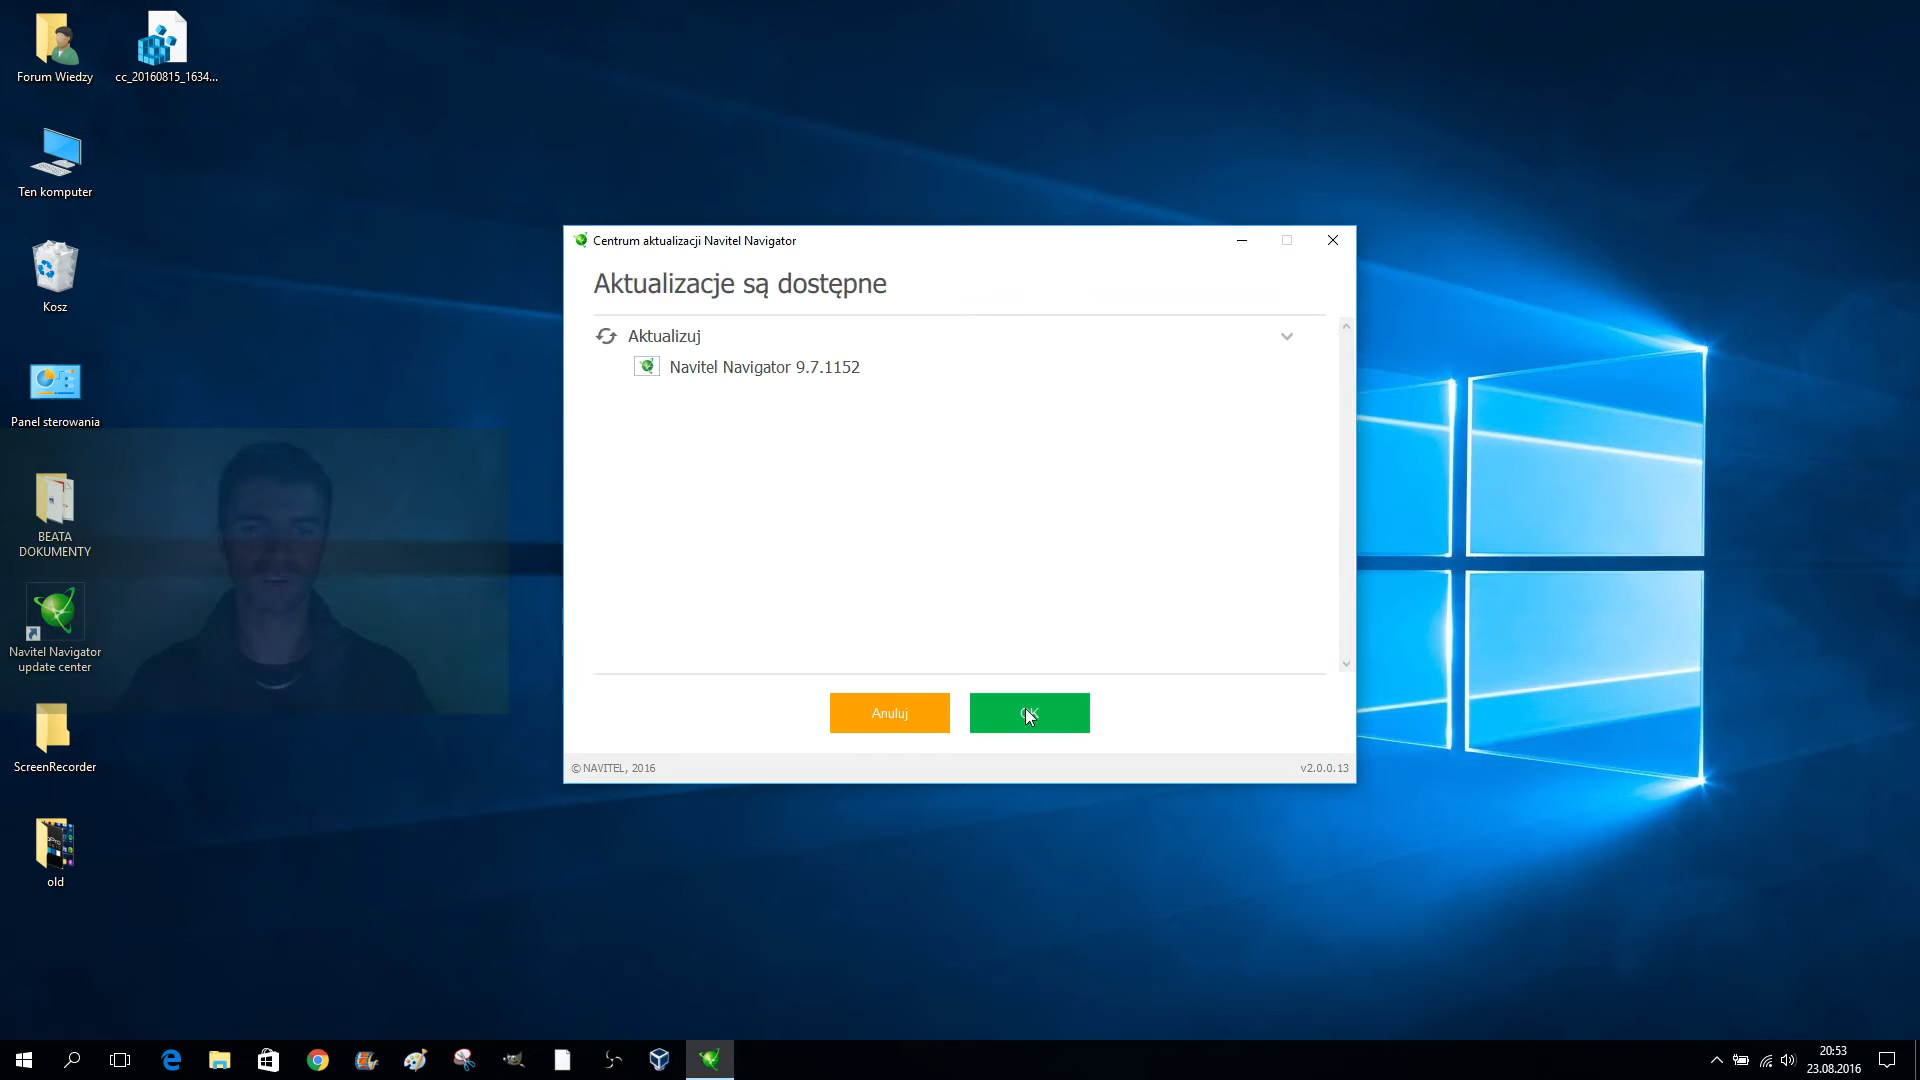 Forum Wiedzy
cc_20160815_1634...
Ten komputer
Kosz
Panel sterowania
BEATA
DOKUMENTY
Navitel Navigator
update center
ScreenRecorder
old
Centrum aktualizacji Navitel Navigator
Aktualizacje są dostępne
Aktualizuj
Navitel Navigator 9.7.1152
Anuluj
OK
© NAVITEL, 2016
v2.0.0.13
20:53
23.08.2016